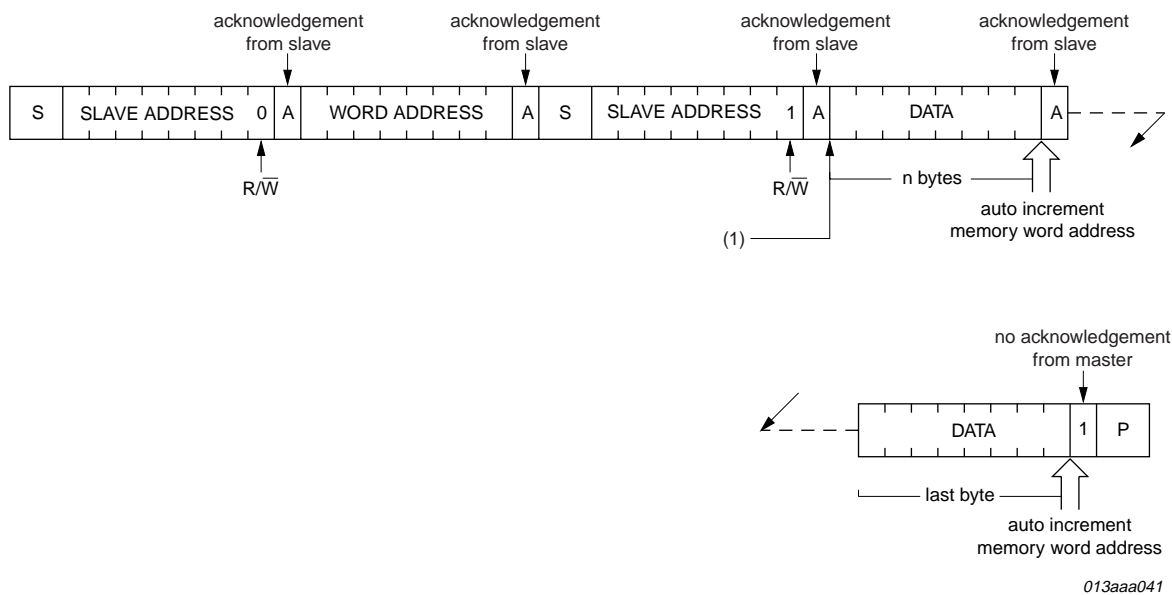 acknowledgement
from slave
acknowledgement
from slave
acknowledgement
from slave
acknowledgement
from slave
S SLAVE ADDRESS 0 A WORD ADDRESS A S SLAVE ADDRESS 1 A DATA A
R/W̅
R/W̅
n bytes
auto increment
memory word address
(1)
no acknowledgement
from master
DATA 1 P
last byte
auto increment
memory word address
013aaa041